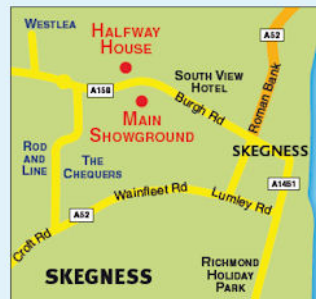 WESTLEA
HALFWAY
HOUSE
A52
A158
SOUTH VIEW
HOTEL
Roman Bank
Burgh Rd
MAIN
SHOWGROUND
SKEGNESS
ROD
AND
LINE
THE
CHEQUERS
A1451
Wainfleet Rd
Lumley Rd
A52
Croft Rd
SKEGNESS
RICHMOND
HOLIDAY
PARK